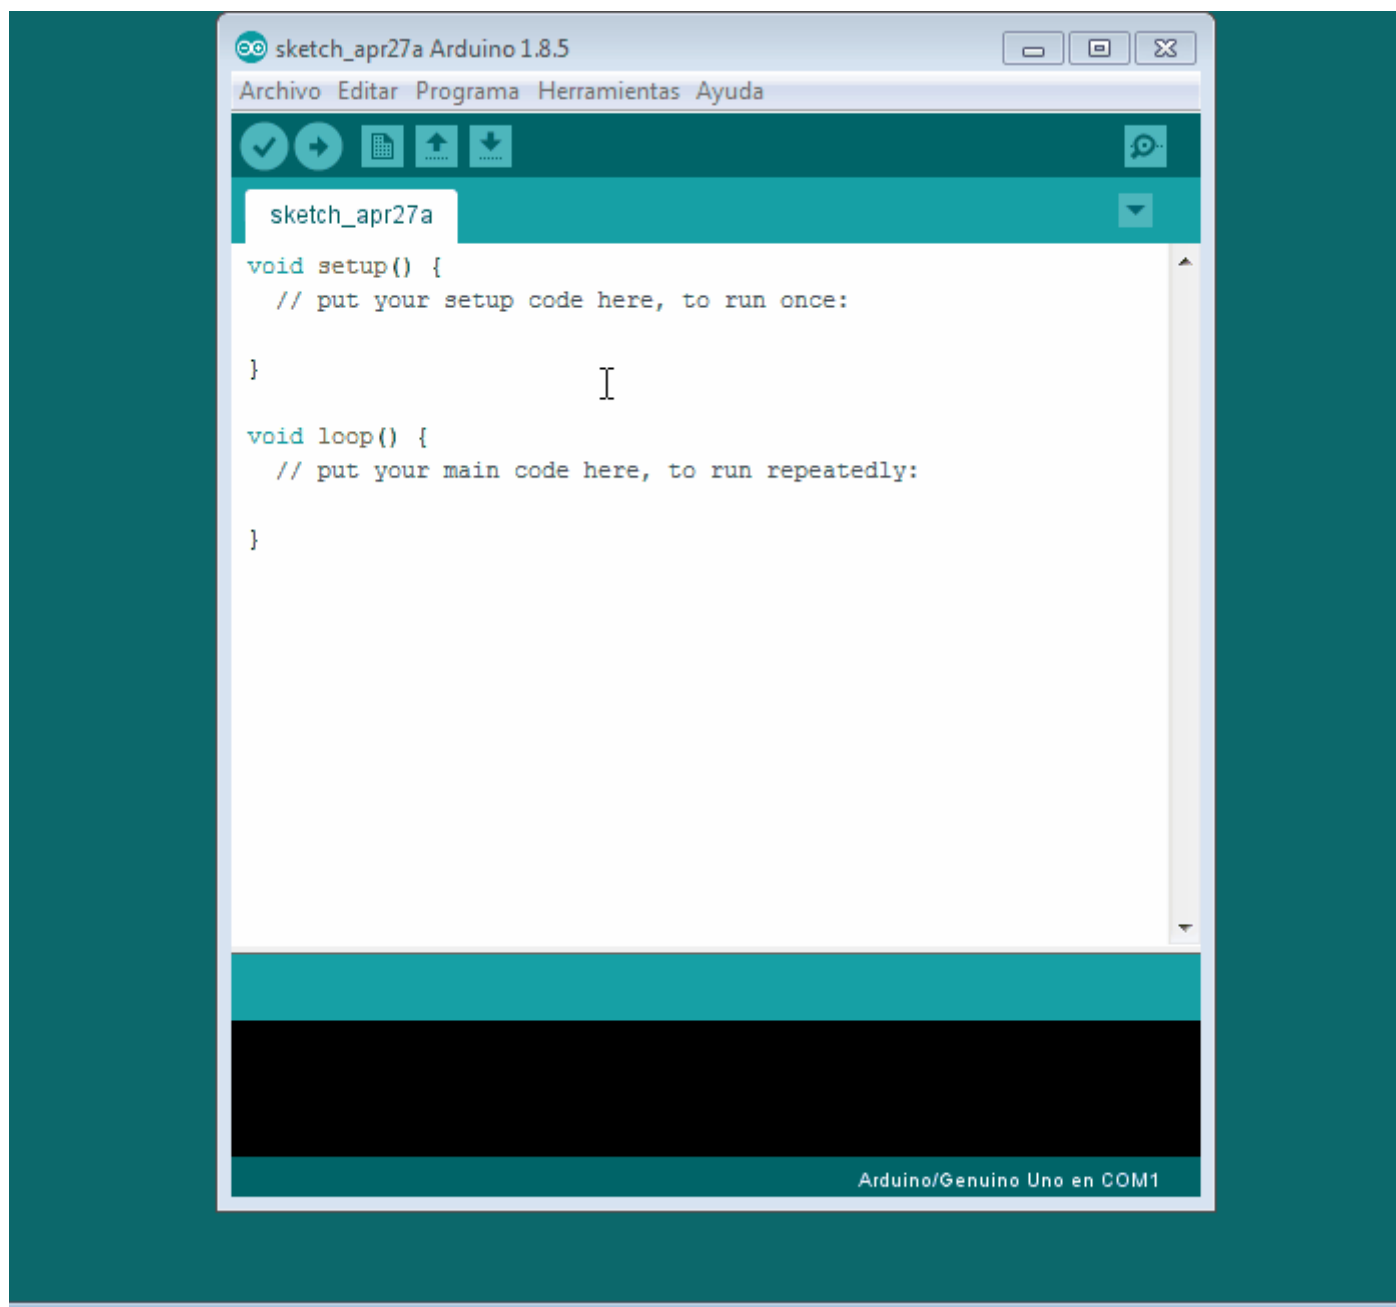 sketch_apr27a Arduino 1.8.5
Archivo Editar Programa Herramientas Ayuda
sketch_apr27a
void setup() {
  // put your setup code here, to run once:
}
void loop() {
  // put your main code here, to run repeatedly:
}
Arduino/Genuino Uno en COM1